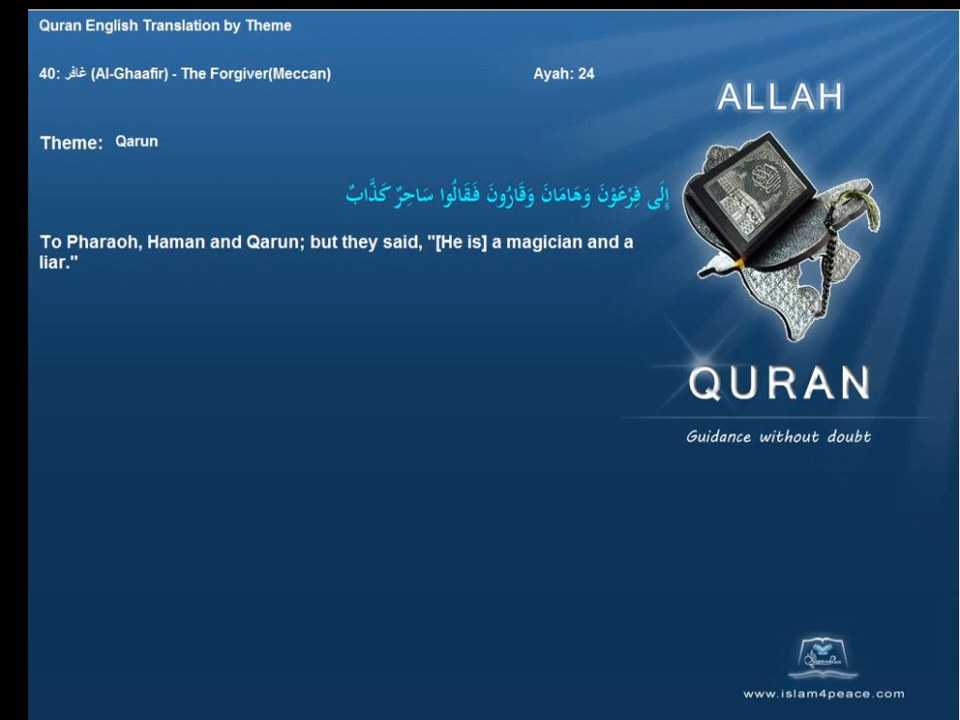 Quran English Translation by Theme
40: غافر (Al-Ghaafir) - The Forgiver(Meccan) Ayah: 24
ALLAH
Theme: Qarun
إِلَى فِرْعَوْنَ وَهَامَانَ وَقَارُونَ فَقَالُوا سَاحِرٌ كَذَّابٌ
To Pharaoh, Haman and Qarun; but they said, "[He is] a magician and a
liar."
QURAN
Guidance without doubt
www.islam4peace.com